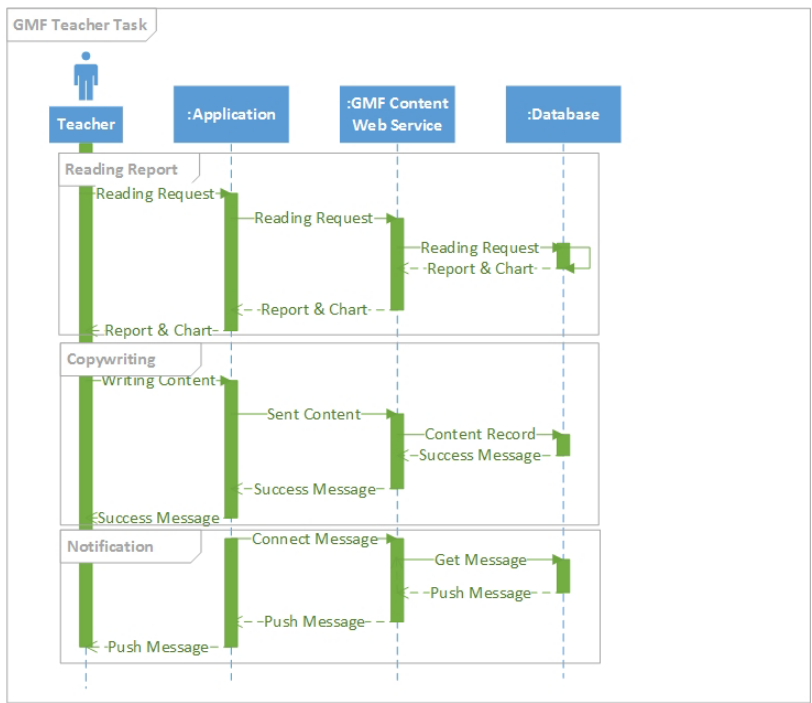 GMF Teacher Task
Teacher
:Application
:GMF Content
Web Service
:Database
Reading Report
Reading Request
Reading Request
Reading Request
Report & Chart
Report & Chart
Report & Chart
Copywriting
Writing Content
Sent Content
Content Record
Success Message
Success Message
Success Message
Notification
Connect Message
Get Message
Push Message
Push Message
Push Message